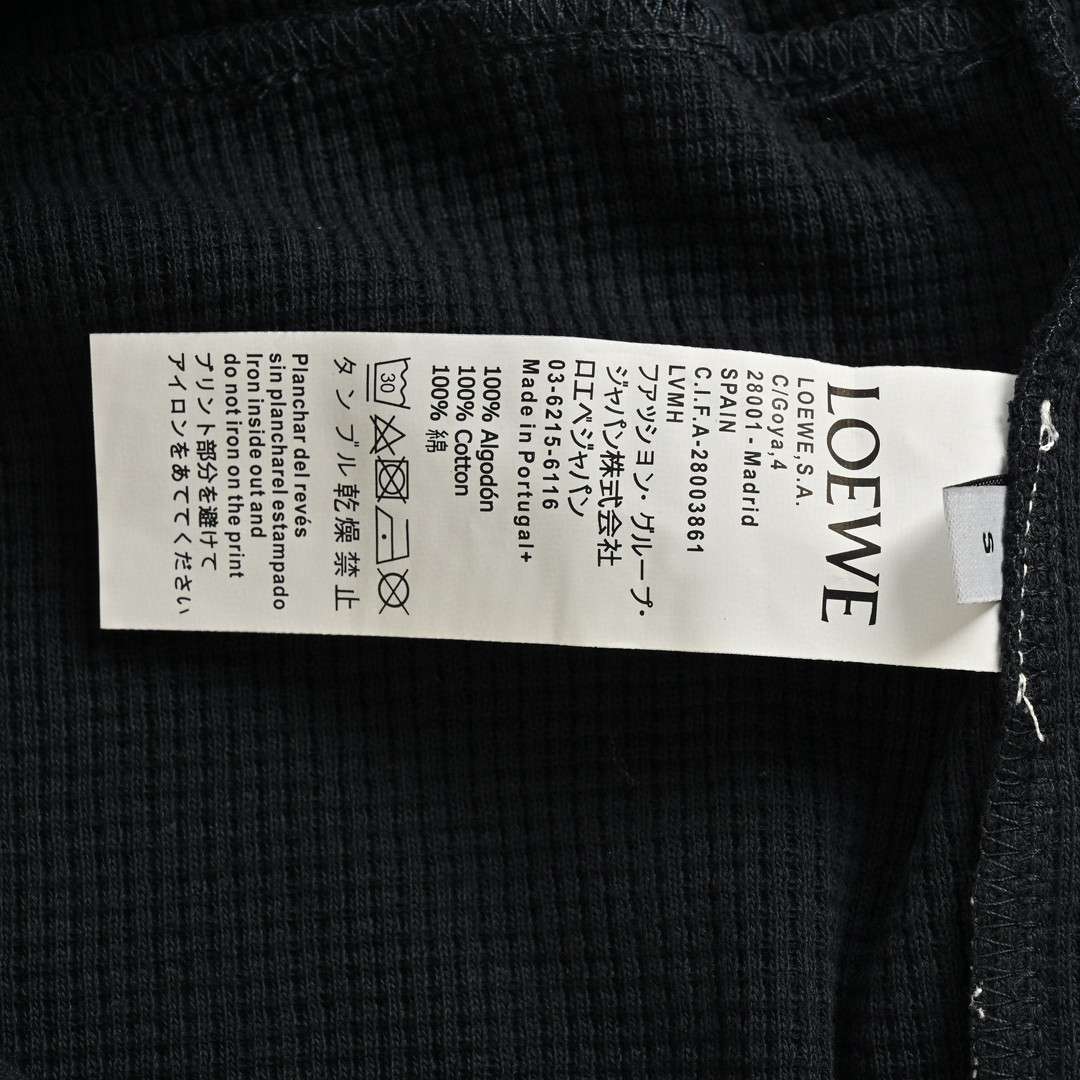 LOEWE
LOEWE,S.A.
C/Goya,4
28001-Madrid
SPAIN
C.I.F.A-28003861
LVMH
ファッション・グループ・
ジャパン株式会社
ロエベジャパン
03-6215-6116
Made in Portugal+
100% Algodón
100% Cotton
100% 綿
30
タンブル乾燥禁止
Planchar del revés
sin plancharel estampado
Iron inside out and
do not iron on the print
プリント部分を避けて
アイロンをあててください
S